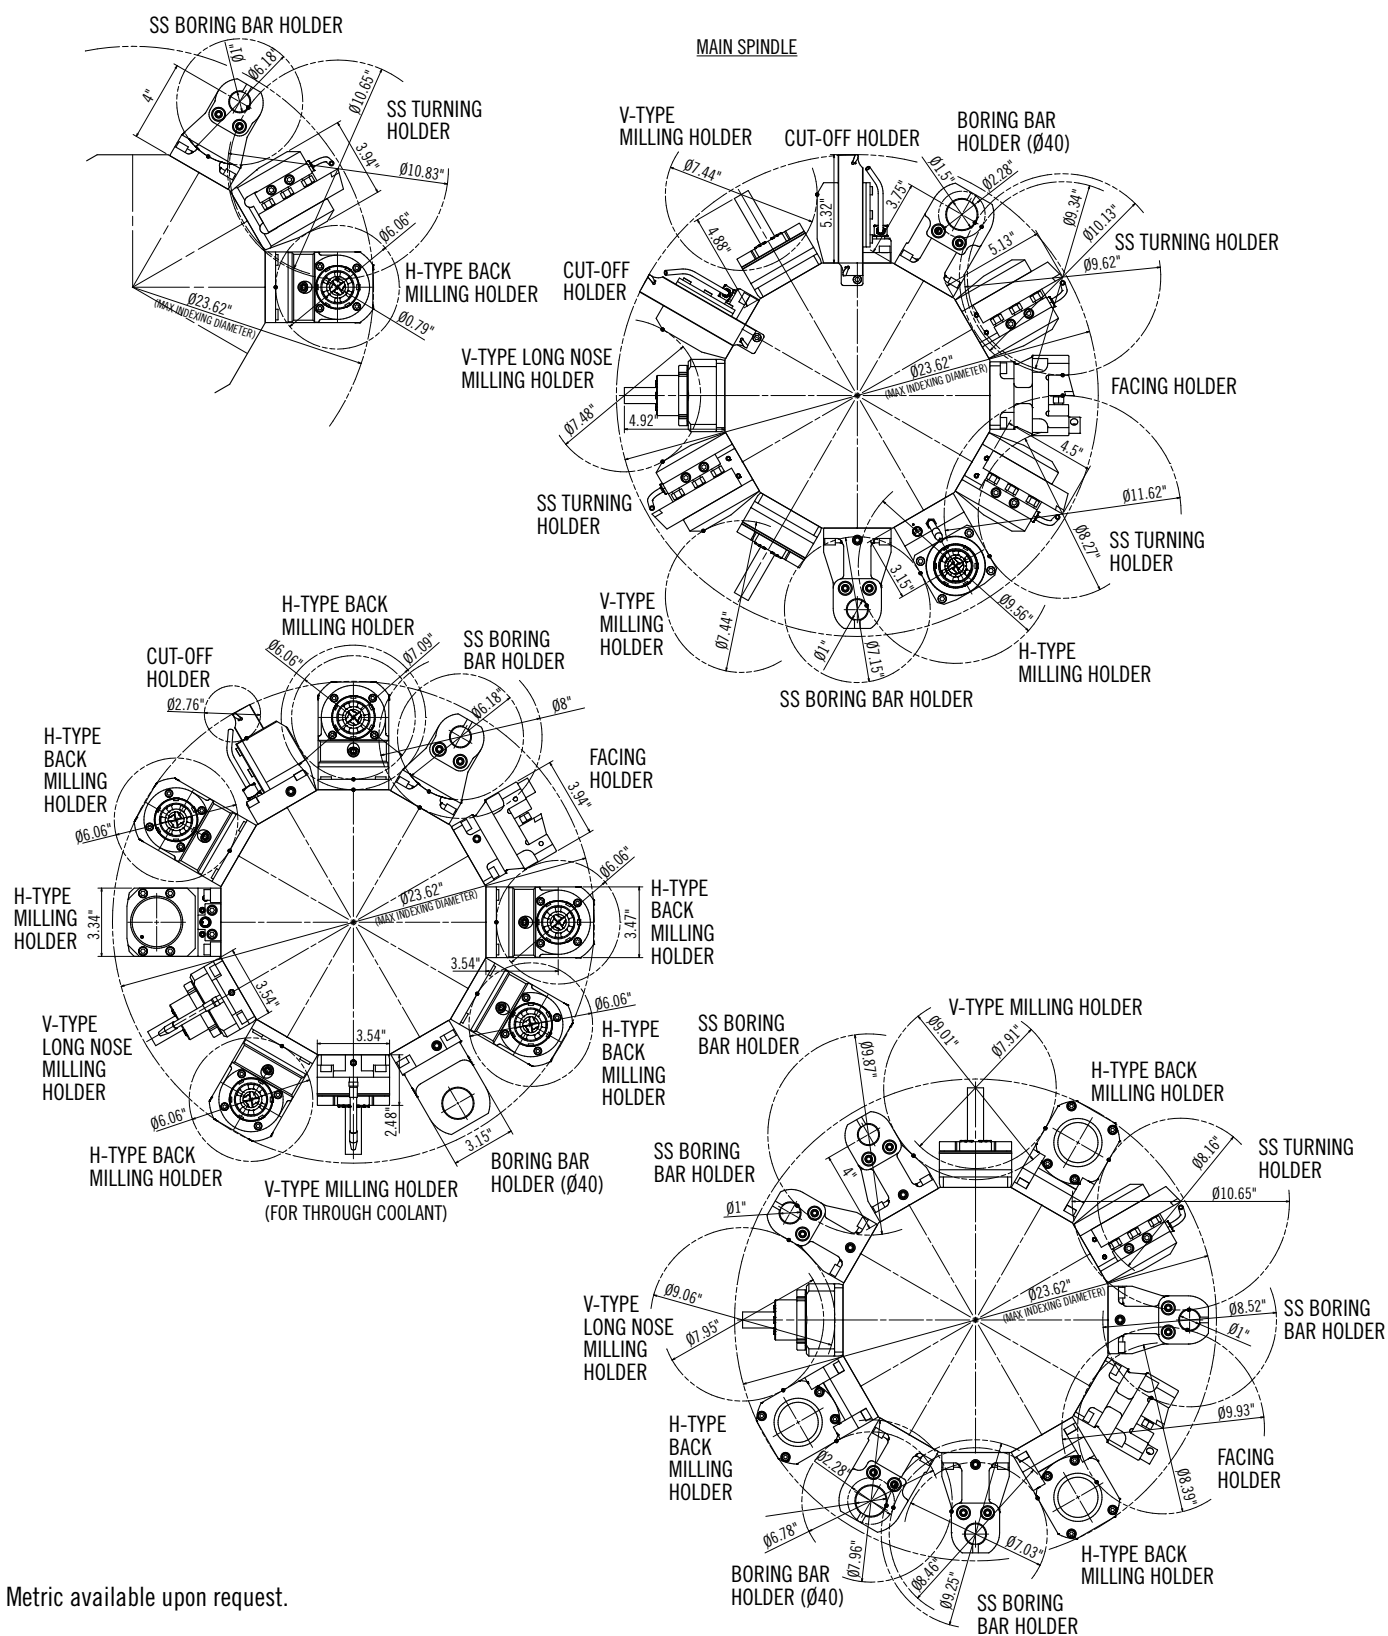 SS BORING BAR HOLDER
Ø1"
Ø6.18"
4"
Ø10.65"
SS TURNING
HOLDER
3.94"
Ø10.83"
Ø6.06"
H-TYPE BACK
MILLING HOLDER
Ø23.62"
(MAX INDEXING DIAMETER)
Ø0.79"
MAIN SPINDLE
V-TYPE
MILLING HOLDER
CUT-OFF HOLDER
BORING BAR
HOLDER (Ø40)
Ø7.44"
Ø1.5"
Ø2.28"
5.32"
3.75"
4.88"
Ø9.34"
Ø10.13"
5.13"
SS TURNING HOLDER
Ø9.62"
CUT-OFF
HOLDER
V-TYPE LONG NOSE
MILLING HOLDER
Ø23.62"
(MAX INDEXING DIAMETER)
FACING HOLDER
Ø7.48"
4.92"
4.5"
SS TURNING
HOLDER
Ø11.62"
Ø8.27"
SS TURNING
HOLDER
3.15"
Ø9.56"
V-TYPE
MILLING
HOLDER
Ø7.44"
Ø1"
Ø7.15"
H-TYPE
MILLING HOLDER
SS BORING BAR HOLDER
H-TYPE BACK
MILLING HOLDER
Ø6.06"
Ø7.09"
SS BORING
BAR HOLDER
CUT-OFF
HOLDER
Ø2.76"
Ø6.18"
Ø8"
H-TYPE
BACK
MILLING
HOLDER
FACING
HOLDER
3.94"
Ø6.06"
Ø6.06"
H-TYPE
MILLING
HOLDER
3.34"
Ø23.62"
(MAX INDEXING DIAMETER)
3.47"
H-TYPE
BACK
MILLING
HOLDER
3.54"
3.54"
Ø6.06"
V-TYPE
LONG NOSE
MILLING
HOLDER
H-TYPE
BACK
MILLING
HOLDER
3.54"
2.48"
3.15"
Ø6.06"
H-TYPE BACK
MILLING HOLDER
V-TYPE MILLING HOLDER
(FOR THROUGH COOLANT)
BORING BAR
HOLDER (Ø40)
V-TYPE MILLING HOLDER
SS BORING
BAR HOLDER
Ø9.01"
Ø7.91"
Ø9.87"
H-TYPE BACK
MILLING HOLDER
SS BORING
BAR HOLDER
4"
Ø8.16"
SS TURNING
HOLDER
Ø10.65"
Ø1"
V-TYPE
LONG NOSE
MILLING
HOLDER
Ø9.06"
Ø7.95"
Ø23.62"
(MAX INDEXING DIAMETER)
Ø8.52"
Ø1"
SS BORING
BAR HOLDER
H-TYPE
BACK
MILLING
HOLDER
Ø9.93"
FACING
HOLDER
Ø8.39"
Ø2.28"
Ø6.78"
Ø7.96"
Ø8.46"
Ø9.25"
Ø7.03"
BORING BAR
HOLDER (Ø40)
SS BORING
BAR HOLDER
H-TYPE BACK
MILLING HOLDER
Metric available upon request.